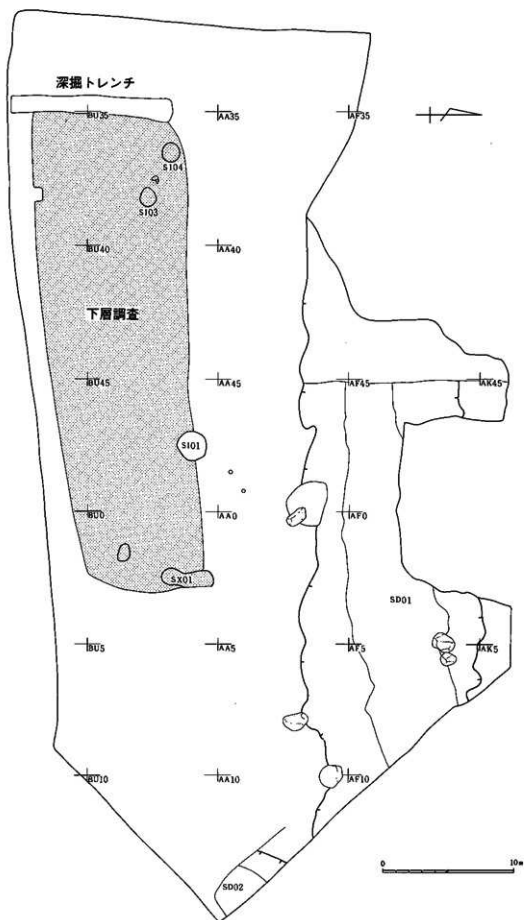 深掘トレンチ
BU35
AA35
AF35
SI04
SI03
BU40
AA40
下層調査
BU45
AA45
AF45
AK45
SI01
BU0
AA0
AF0
SX01
SD01
BU5
AA5
AF5
AK5
BU10
AA10
AF10
SD02
0
10m